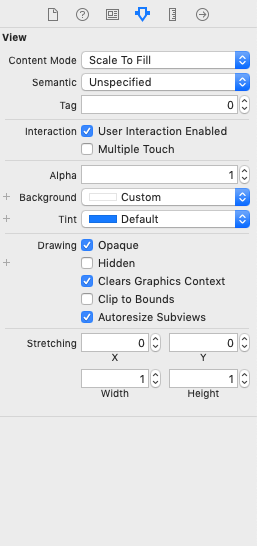 View
Content Mode Scale To Fill
Semantic Unspecified
Tag 0
Interaction User Interaction Enabled
Multiple Touch
Alpha 1
+ Background Custom
+ Tint Default
Drawing Opaque
+ Hidden
Clears Graphics Context
Clip to Bounds
Autoresize Subviews
Stretching 0 0
X Y
1 1
Width Height